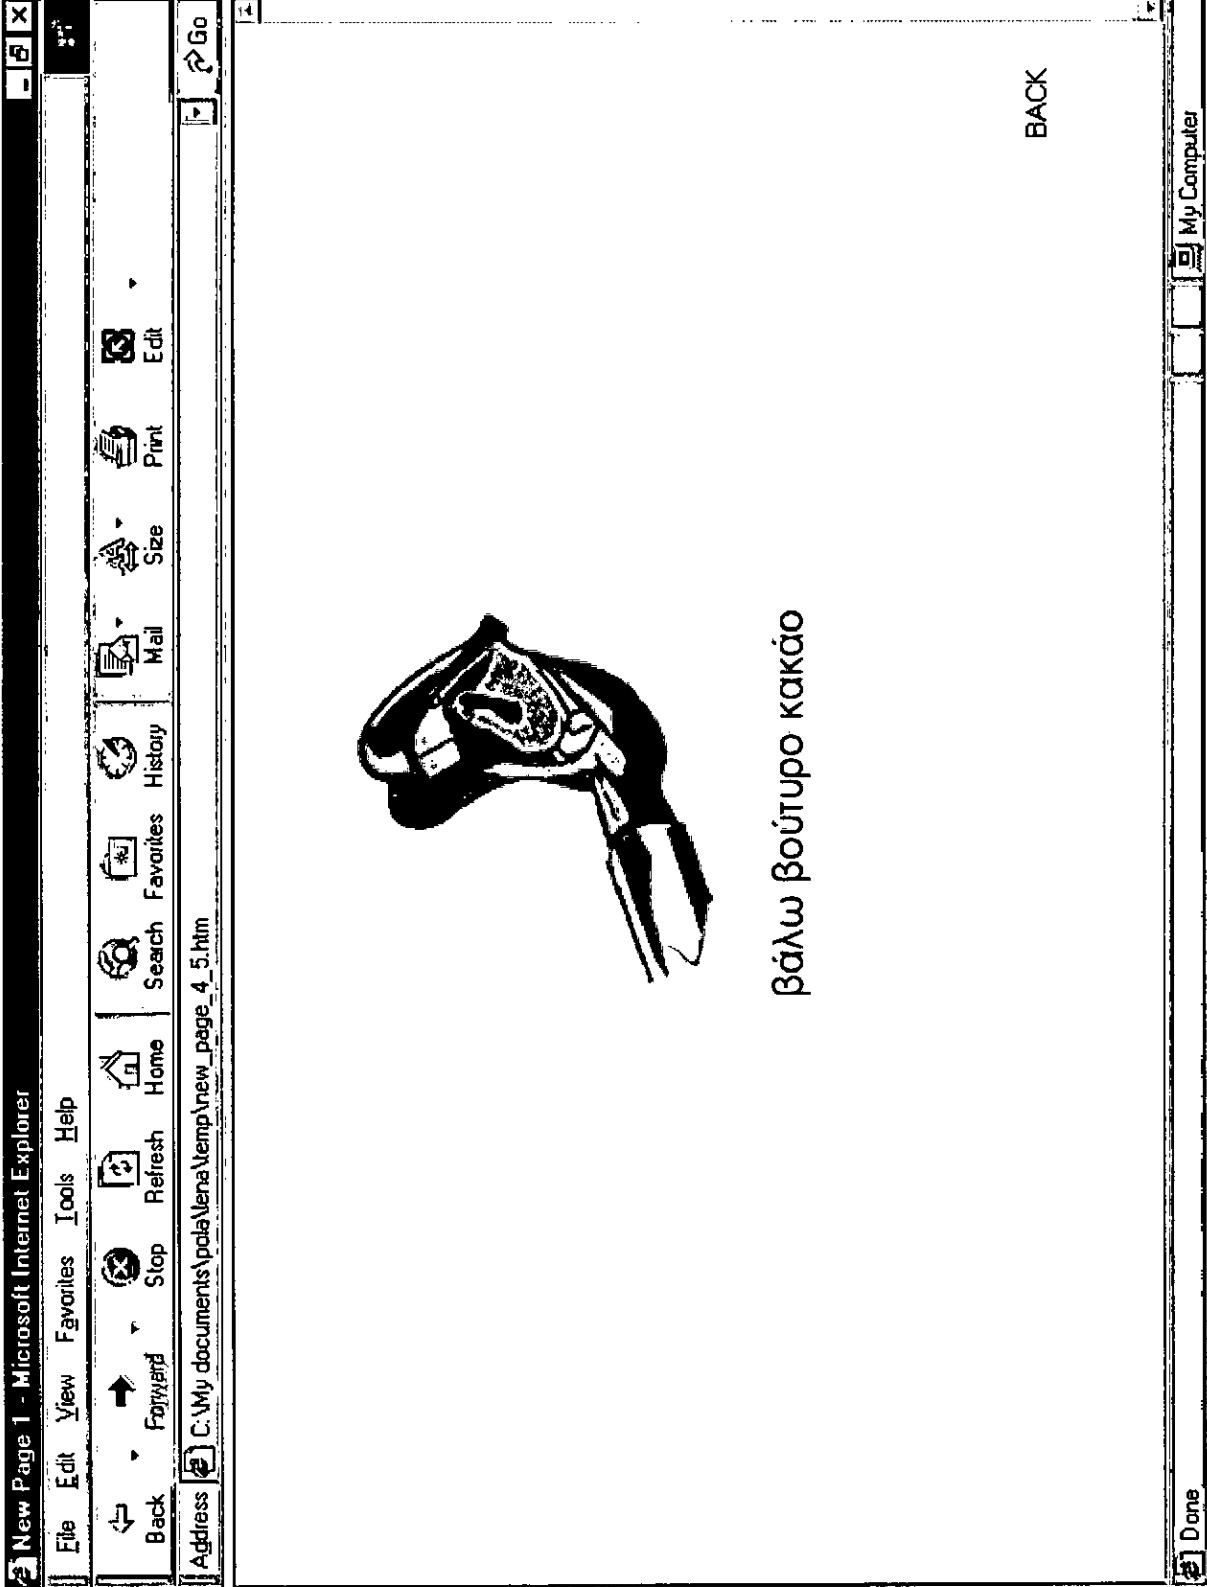 New Page 1 - Microsoft Internet Explorer
File Edit View Favorites Tools Help
Back Forward Stop Refresh Home Search Favorites History Mail Size Print Edit
Address C:\My documents\pola\lena\temp\new_page_4_5.htm Go
βάλω βούτυρο κακάο
BACK
Done My Computer